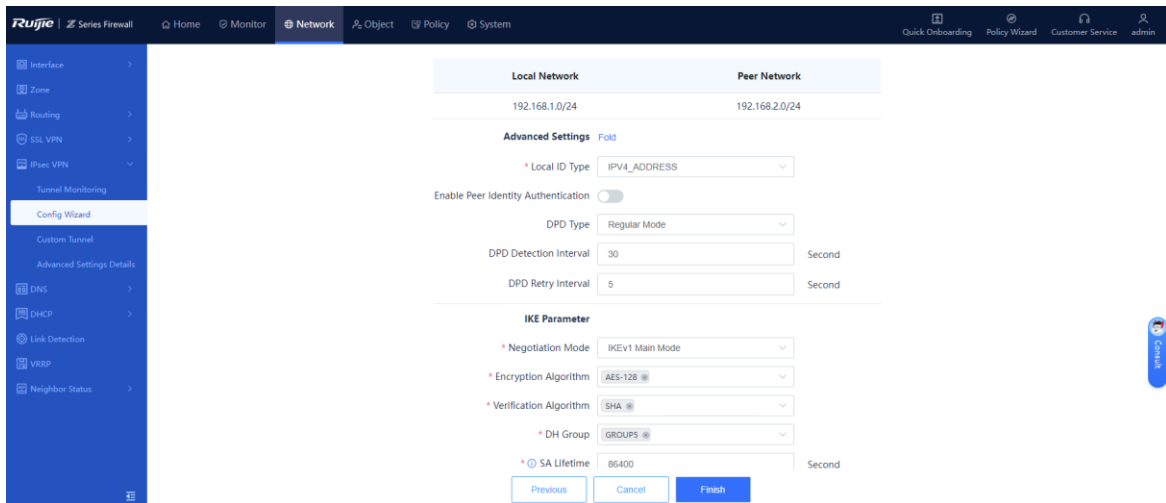 Ruijie | Z Series Firewall Home Monitor Network Object Policy System Quick Onboarding Policy Wizard Customer Service admin
Interface
Zone
Routing
SSL VPN
IPsec VPN
Tunnel Monitoring
Config Wizard
Custom Tunnel
Advanced Settings Details
DNS
DHCP
Link Detection
VRRP
Neighbor Status
Local Network Peer Network
192.168.1.0/24 192.168.2.0/24
Advanced Settings Fold
* Local ID Type IPV4_ADDRESS
Enable Peer Identity Authentication
DPD Type Regular Mode
DPD Detection Interval 30 Second
DPD Retry Interval 5 Second
IKE Parameter
* Negotiation Mode IKEv1 Main Mode
* Encryption Algorithm AES-128
* Verification Algorithm SHA
* DH Group GROUP5
* SA Lifetime 86400 Second
Previous Cancel Finish
Consult